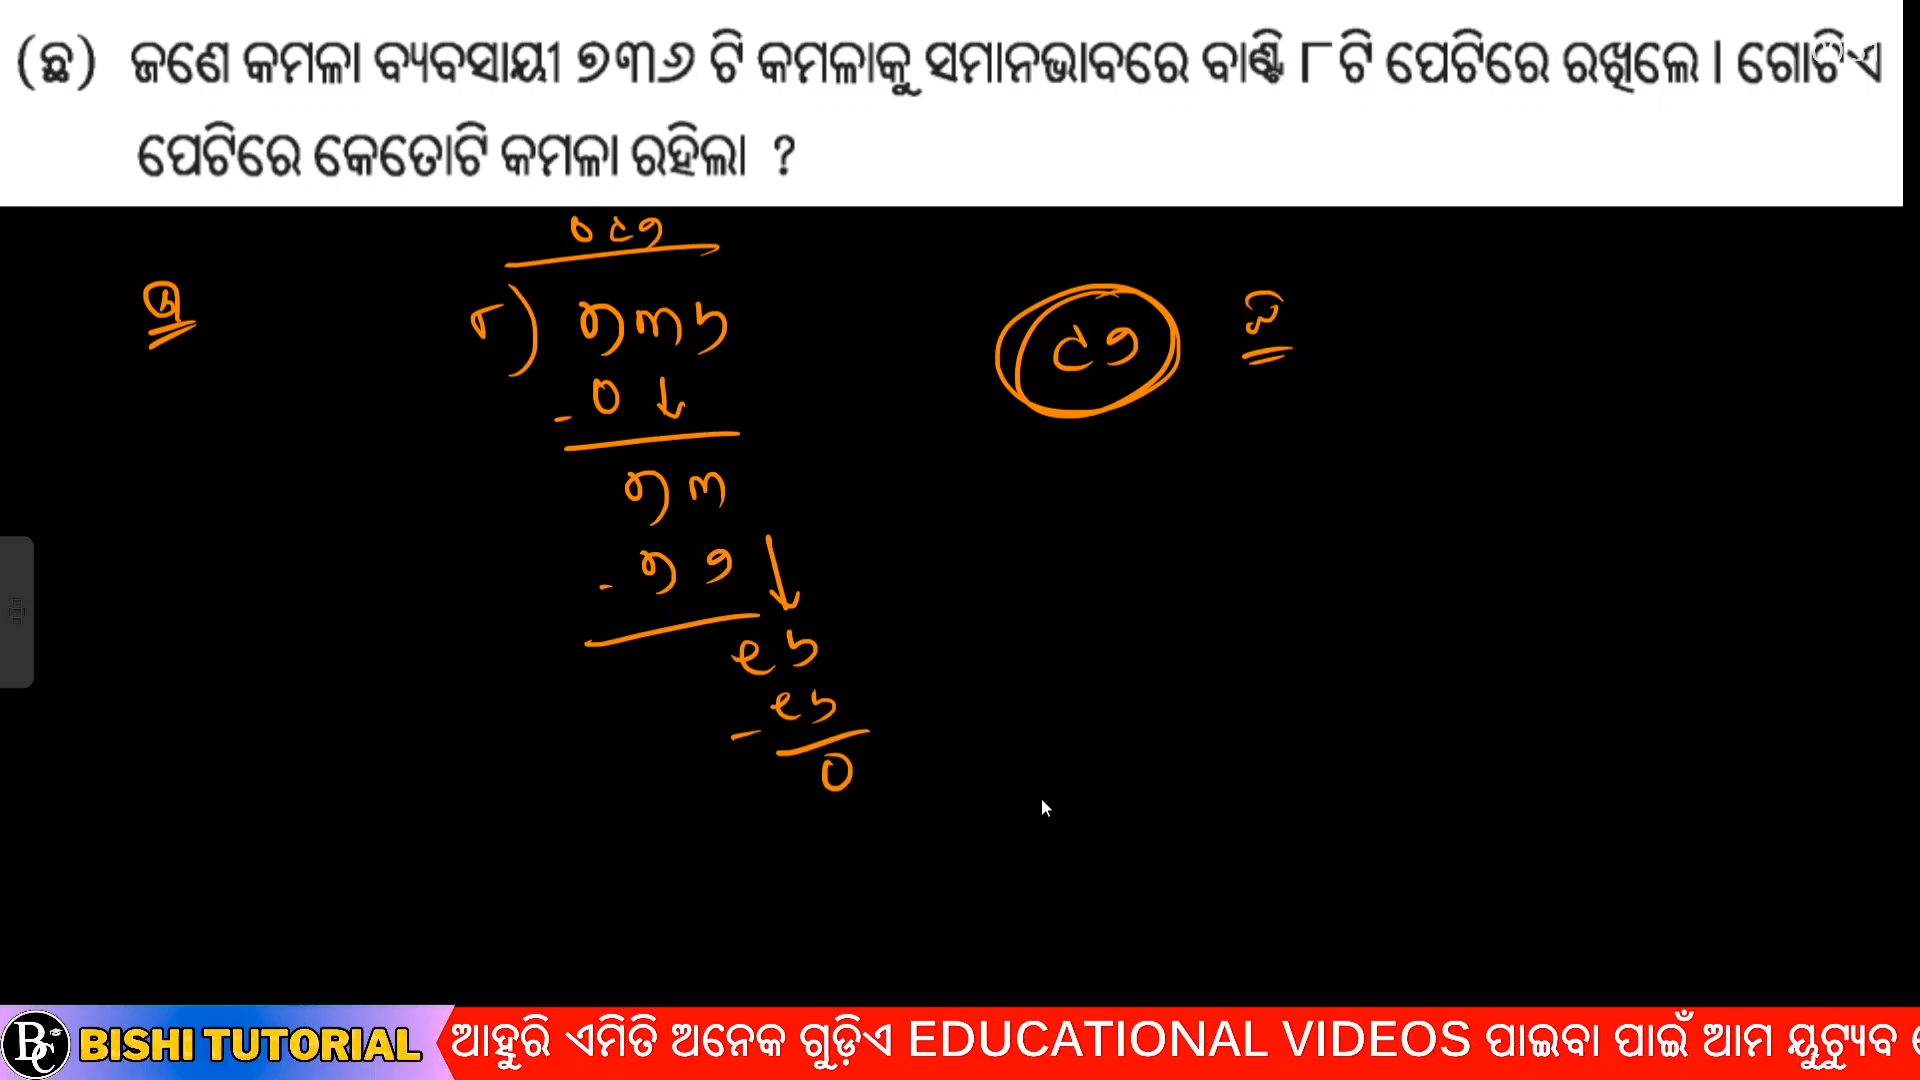 (ଛ) ଜଣେ କମଳା ବ୍ୟବସାୟୀ ୭୩୬ ଟି କମଳାକୁ ସମାନଭାବରେ ବାଣ୍ଟି ୮ଟି ପେଟିରେ ରଖିଲେ । ଗୋଟିଏ
ପେଟିରେ କେତୋଟି କମଳା ରହିଲା ?
୦୯୨
ଉ
୮) ୭୩୬
୯୨ ଟି
- ୦
୭୩
- ୭୨
୧୬
- ୧୬
୦
BC BISHI TUTORIAL
ଆହୁରି ଏମିତି ଅନେକ ଗୁଡ଼ିଏ EDUCATIONAL VIDEOS ପାଇବା ପାଇଁ ଆମ ୟୁଟ୍ୟୁବ